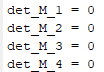 det_M_1 = 0
det_M_2 = 0
det_M_3 = 0
det_M_4 = 0